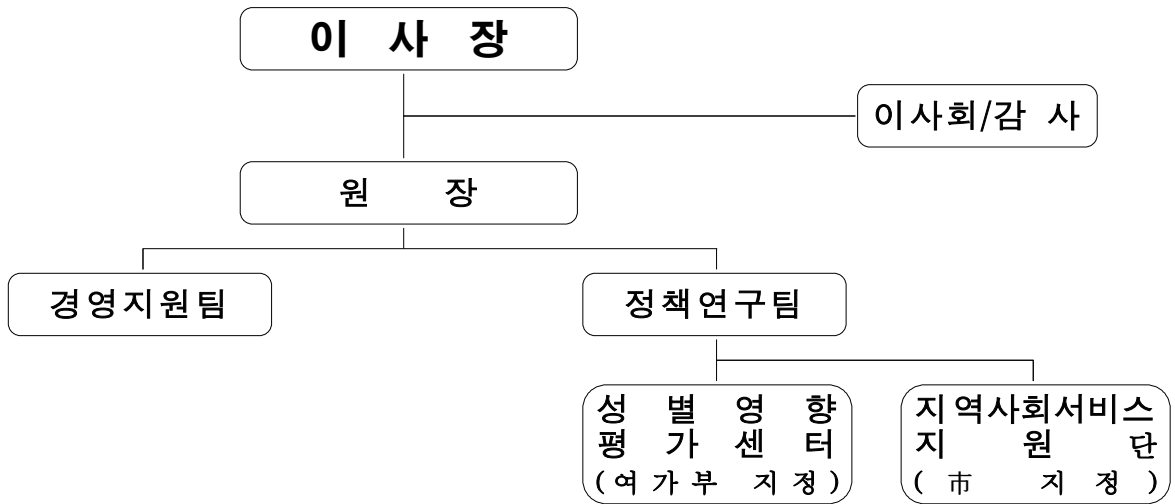 이 사 장
이사회/감 사
원 장
경영지원팀
정책연구팀
성 별 영 향
평 가 센 터
(여가부 지정)
지역사회서비스
지 원 단
( 市 지 정 )